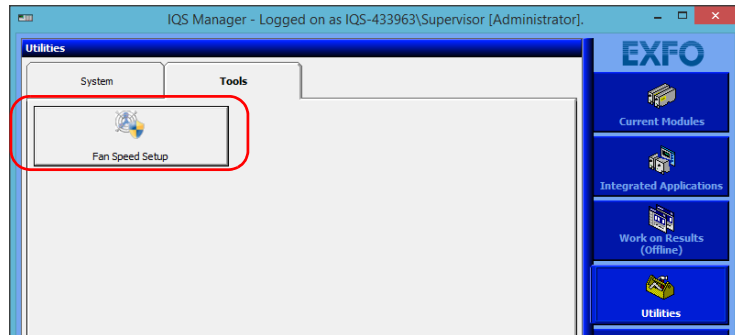 IQS Manager - Logged on as IQS-433963\Supervisor [Administrator].
Utilities
System
Tools
Fan Speed Setup
EXFO
Current Modules
Integrated Applications
Work on Results
(Offline)
Utilities